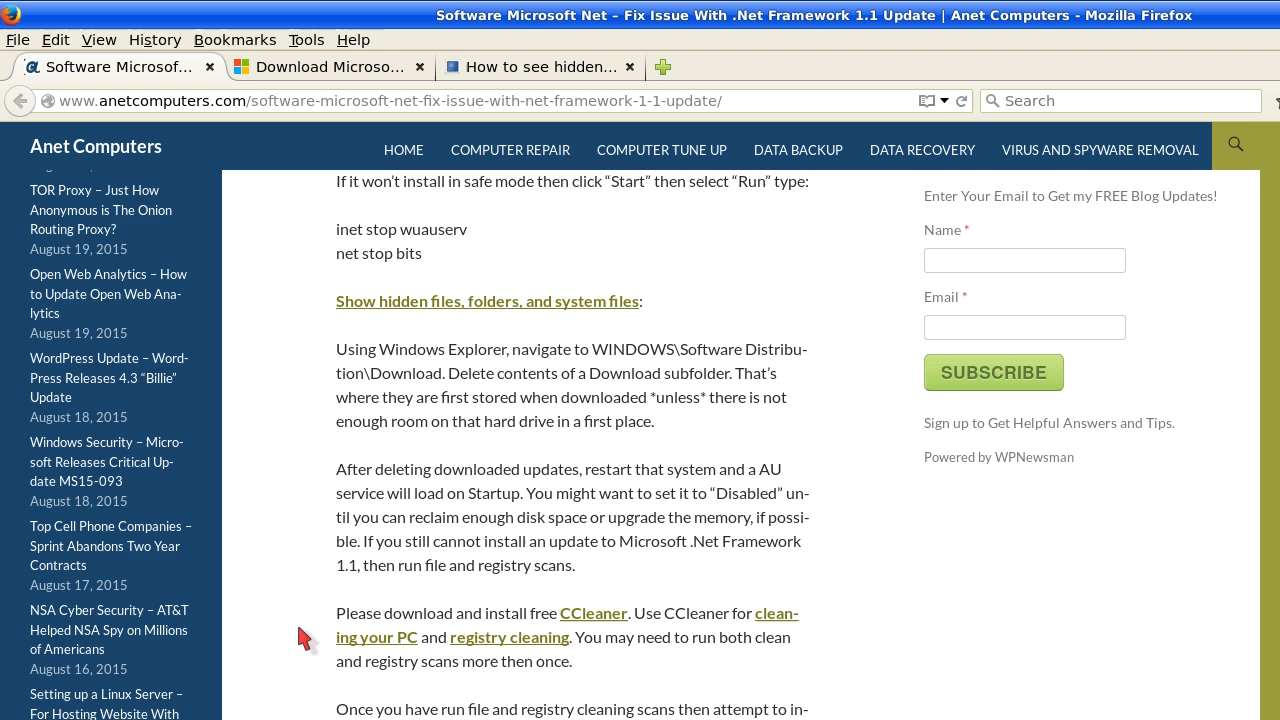 Software Microsoft Net – Fix Issue With .Net Framework 1.1 Update | Anet Computers - Mozilla Firefox
File Edit View History Bookmarks Tools Help
Software Microsof...
Download Microso...
How to see hidden...
www.anetcomputers.com/software-microsoft-net-fix-issue-with-net-framework-1-1-update/
Search
Anet Computers
HOME
COMPUTER REPAIR
COMPUTER TUNE UP
DATA BACKUP
DATA RECOVERY
VIRUS AND SPYWARE REMOVAL
TOR Proxy – Just How
Anonymous is The Onion
Routing Proxy?
August 19, 2015
Open Web Analytics – How
to Update Open Web Ana-
lytics
August 19, 2015
WordPress Update – Word-
Press Releases 4.3 “Billie”
Update
August 18, 2015
Windows Security – Micro-
soft Releases Critical Up-
date MS15-093
August 18, 2015
Top Cell Phone Companies –
Sprint Abandons Two Year
Contracts
August 17, 2015
NSA Cyber Security – AT&T
Helped NSA Spy on Millions
of Americans
August 16, 2015
Setting up a Linux Server –
For Hosting Website With
If it won’t install in safe mode then click “Start” then select “Run” type:
inet stop wuauserv
net stop bits
Show hidden files, folders, and system files:
Using Windows Explorer, navigate to WINDOWS\Software Distribu-
tion\Download. Delete contents of a Download subfolder. That’s
where they are first stored when downloaded *unless* there is not
enough room on that hard drive in a first place.
After deleting downloaded updates, restart that system and a AU
service will load on Startup. You might want to set it to “Disabled” un-
til you can reclaim enough disk space or upgrade the memory, if possi-
ble. If you still cannot install an update to Microsoft .Net Framework
1.1, then run file and registry scans.
Please download and install free CCleaner. Use CCleaner for clean-
ing your PC and registry cleaning. You may need to run both clean
and registry scans more then once.
Once you have run file and registry cleaning scans then attempt to in-
Enter Your Email to Get my FREE Blog Updates!
Name *
Email *
SUBSCRIBE
Sign up to Get Helpful Answers and Tips.
Powered by WPNewsman